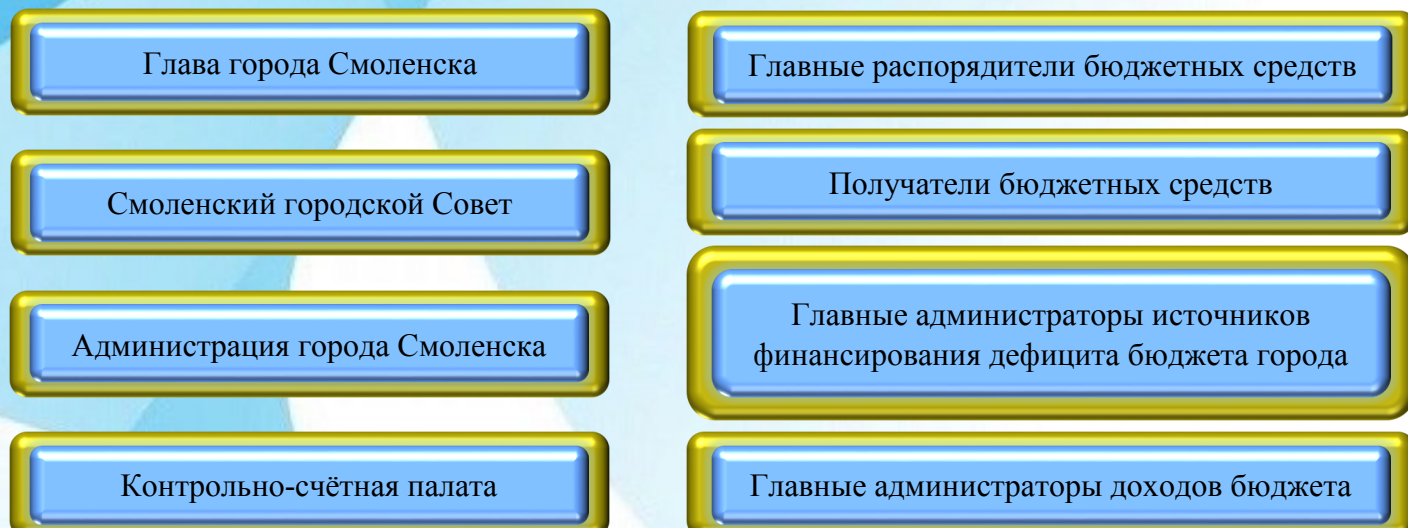 Глава города Смоленска
Смоленский городской Совет
Администрация города Смоленска
Контрольно-счётная палата
Главные распорядители бюджетных средств
Получатели бюджетных средств
Главные администраторы источников
финансирования дефицита бюджета города
Главные администраторы доходов бюджета